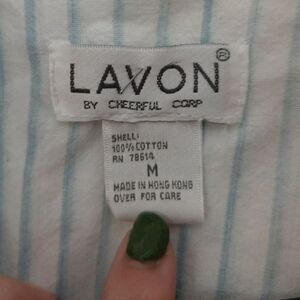 LAVON®
BY CHEERFUL CORP
SHELL:
100% COTTON
RN 78614
M
MADE IN HONG KONG
OVER FOR CARE